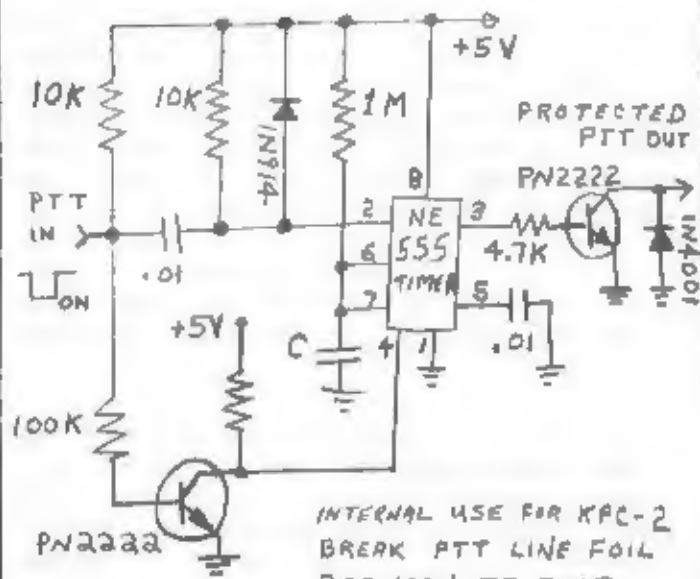 +5V
10K
10K
1N914
1M
PROTECTED
PTT OUT
PN2222
8
PTT
IN
ON
.01
2
NE
555
TIMER
3
6
7
4
1
5
4.7K
1N4001
.01
+5V
C
100K
PN2222
INTERNAL USE FOR KPC-2
BREAK PTT LINE FOIL